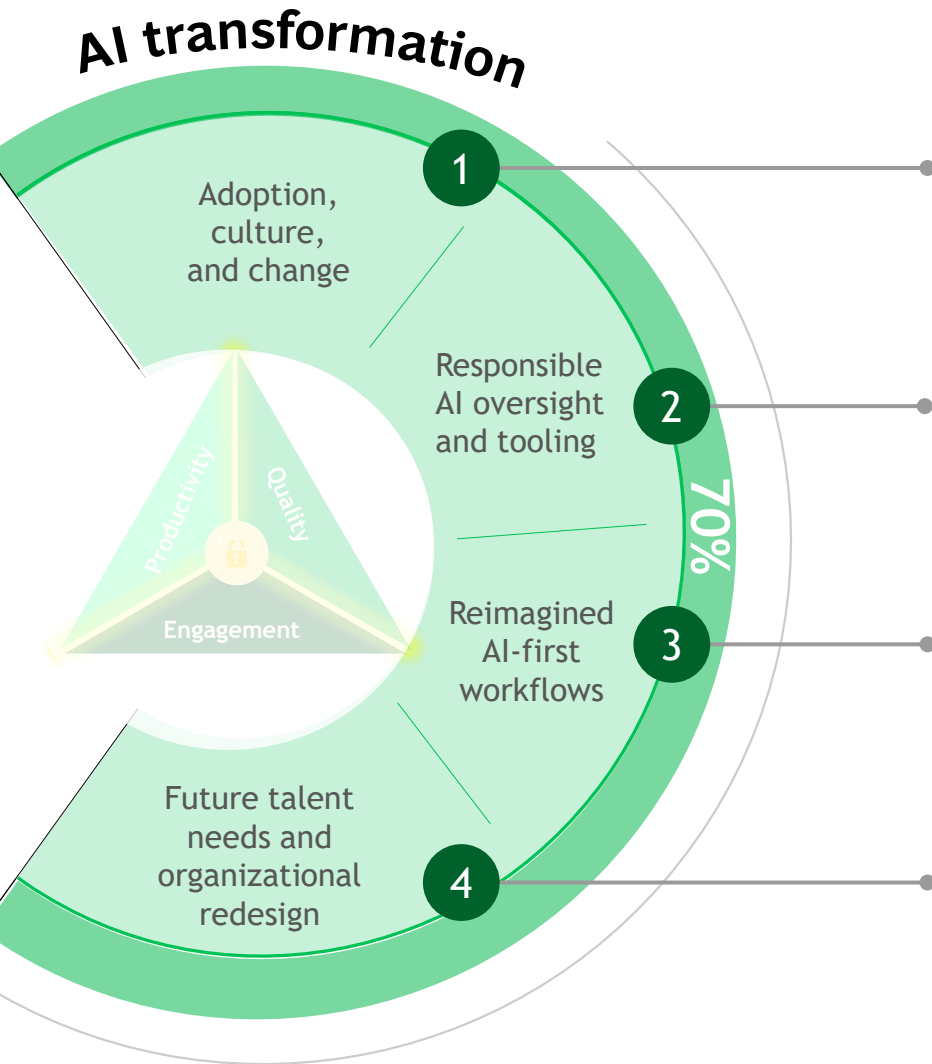 AI transformation
1
Adoption,
culture,
and change
Responsible
AI oversight
and tooling
2
70%
Productivity
Quality
Engagement
Reimagined
AI-first
workflows
3
Future talent
needs and
organizational
redesign
4